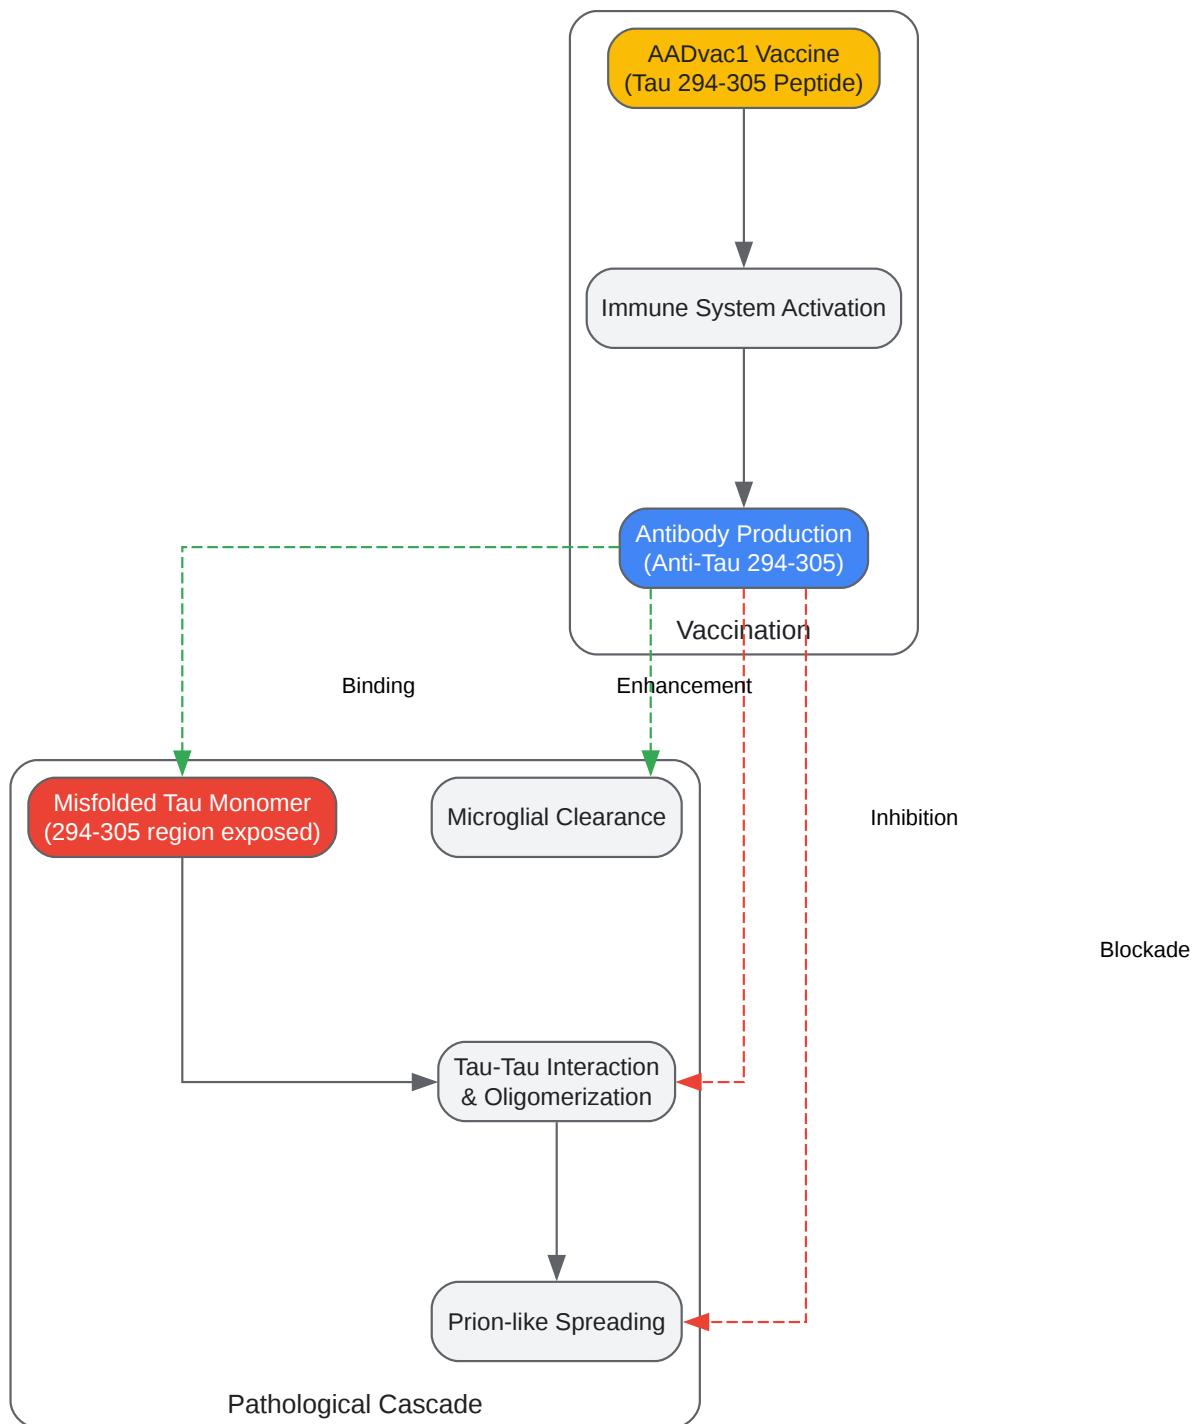 AADvac1 Vaccine
(Tau 294-305 Peptide)
Immune System Activation
Antibody Production
(Anti-Tau 294-305)
Vaccination
Binding
Enhancement
Misfolded Tau Monomer
(294-305 region exposed)
Microglial Clearance
Inhibition
Blockade
Tau-Tau Interaction
& Oligomerization
Prion-like Spreading
Pathological Cascade